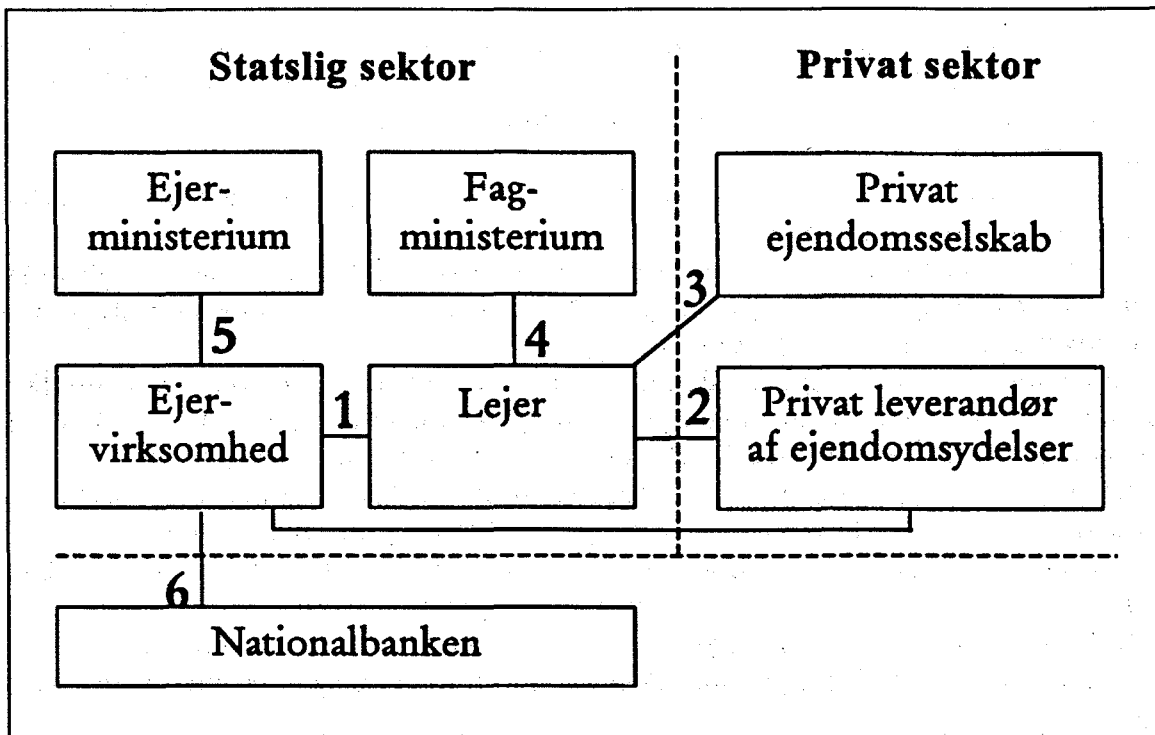 Statslig sektor
Privat sektor
Ejer-
ministerium
Fag-
ministerium
Privat
ejendomsselskab
5
4
3
Ejer-
virksomhed
1
Lejer
2
Privat leverandør
af ejendomsydelser
6
Nationalbanken